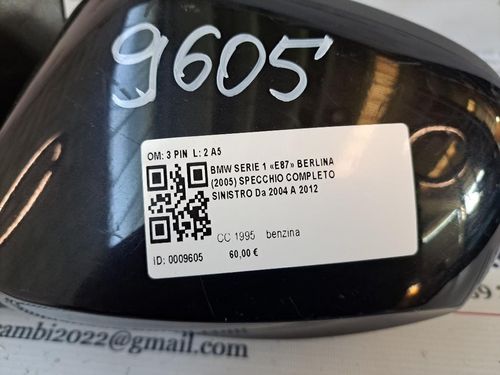 9605
OM: 3 PIN L: 2 A5
BMW SERIE 1 «E87» BERLINA
(2005) SPECCHIO COMPLETO
SINISTRO Da 2004 A 2012
CC 1995 benzina
ID: 0009605 60,00 €
cambi2022@gmail.com